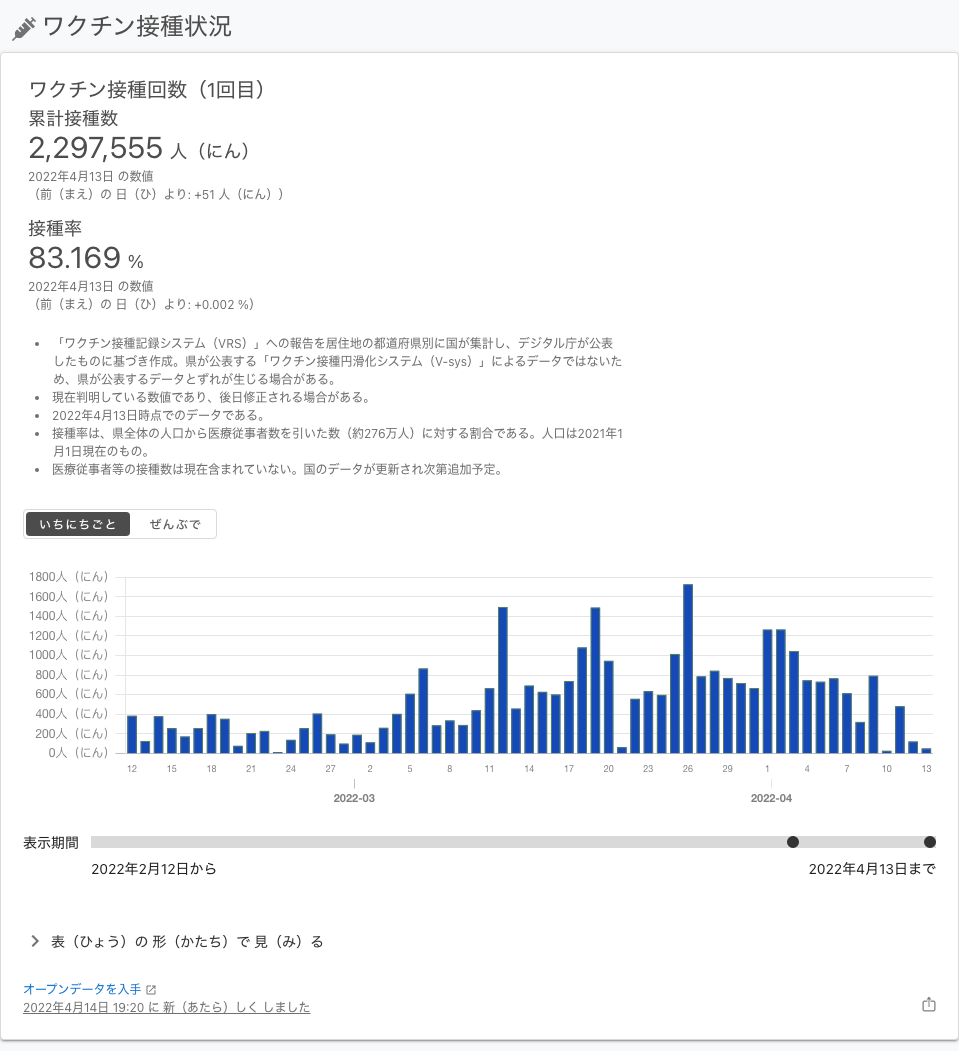 ワクチン接種状況
ワクチン接種回数（1回目）
累計接種数
2,297,555 人（にん）
2022年4月13日 の数値
（前（まえ）の 日（ひ）より: +51 人（にん））
接種率
83.169 %
2022年4月13日 の数値
（前（まえ）の 日（ひ）より: +0.002 %）
• 「ワクチン接種記録システム（VRS）」への報告を居住地の都道府県別に国が集計し、デジタル庁が公表
したものに基づき作成。県が公表する「ワクチン接種円滑化システム（V-sys）」によるデータではないた
め、県が公表するデータとずれが生じる場合がある。
• 現在判明している数値であり、後日修正される場合がある。
• 2022年4月13日時点でのデータである。
• 接種率は、県全体の人口から医療従事者数を引いた数（約276万人）に対する割合である。人口は2021年1
月1日現在のもの。
• 医療従事者等の接種数は現在含まれていない。国のデータが更新され次第追加予定。
いちにちごと ぜんぶで
1800人（にん）
1600人（にん）
1400人（にん）
1200人（にん）
1000人（にん）
800人（にん）
600人（にん）
400人（にん）
200人（にん）
0人（にん）
12 15 18 21 24 27 2 5 8 11 14 17 20 23 26 29 1 4 7 10 13
2022-03 2022-04
表示期間
2022年2月12日から 2022年4月13日まで
表（ひょう）の 形（かたち）で 見（み）る
オープンデータを入手
2022年4月14日 19:20 に 新（あたら）しく しました